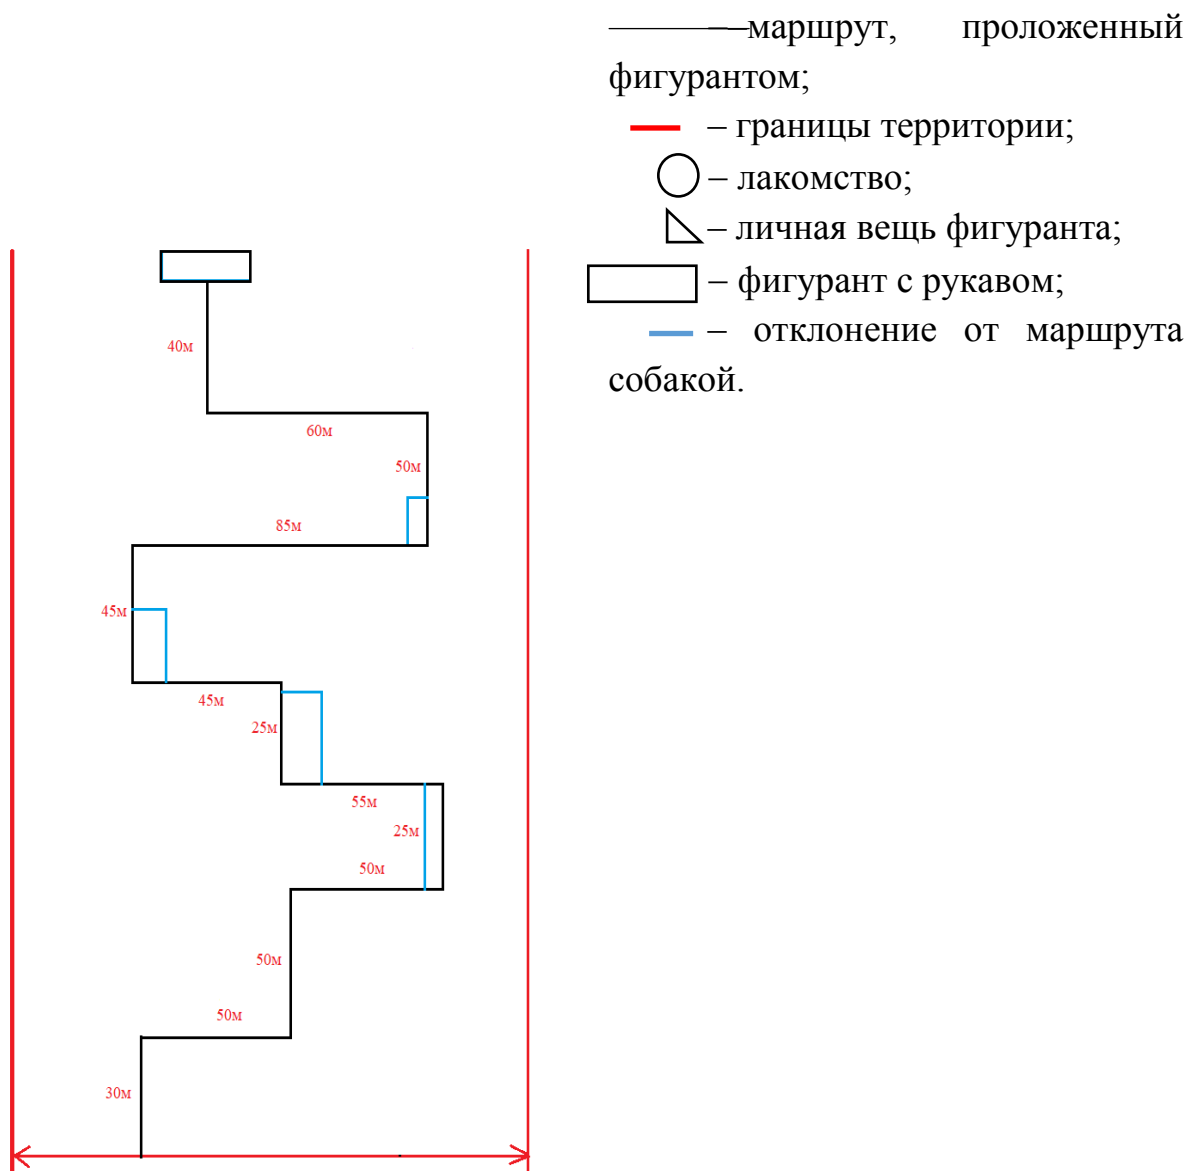 ——маршрут, проложенный
фигурантом;
– границы территории;
– лакомство;
– личная вещь фигуранта;
– фигурант с рукавом;
– отклонение от маршрута
собакой.
40м
60м
50м
85м
45м
45м
25м
55м
25м
50м
50м
50м
30м